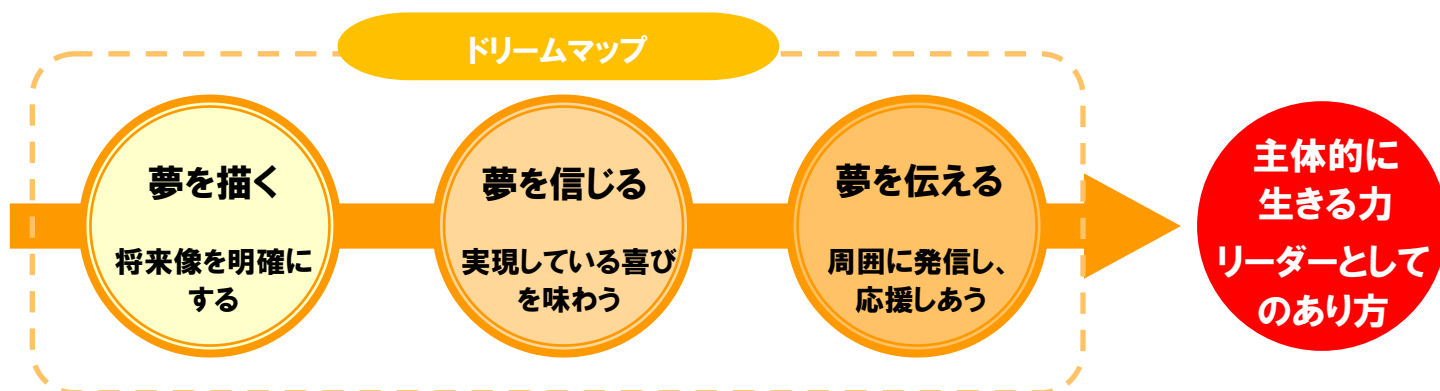 ドリームマップ
夢を描く
将来像を明確に
する
夢を信じる
実現している喜び
を味わう
夢を伝える
周囲に発信し、
応援しあう
主体的に
生きる力
リーダーとして
のあり方